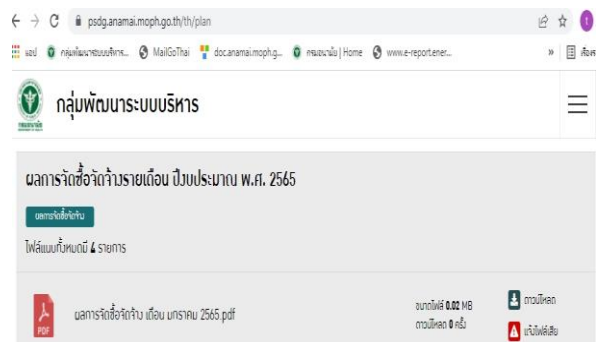 psdg.anamai.moph.go.th/th/plan
แอป กลุ่มพัฒนาระบบบริหาร... MailGoThai doc.anamai.moph.g... กรมอนามัย | Home www.e-report.ener... »
กลุ่มพัฒนาระบบบริหาร
ผลการจัดซื้อจัดจ้างรายเดือน ปีงบประมาณ พ.ศ. 2565
ผลการจัดซื้อจัดจ้าง
ไฟล์แนบทั้งหมดมี 4 รายการ
PDF
ผลการจัดซื้อจัดจ้าง เดือน มกราคม 2565.pdf
ขนาดไฟล์ 0.02 MB
ดาวน์โหลด 0 ครั้ง
ดาวน์โหลด
แจ้งไฟล์เสีย